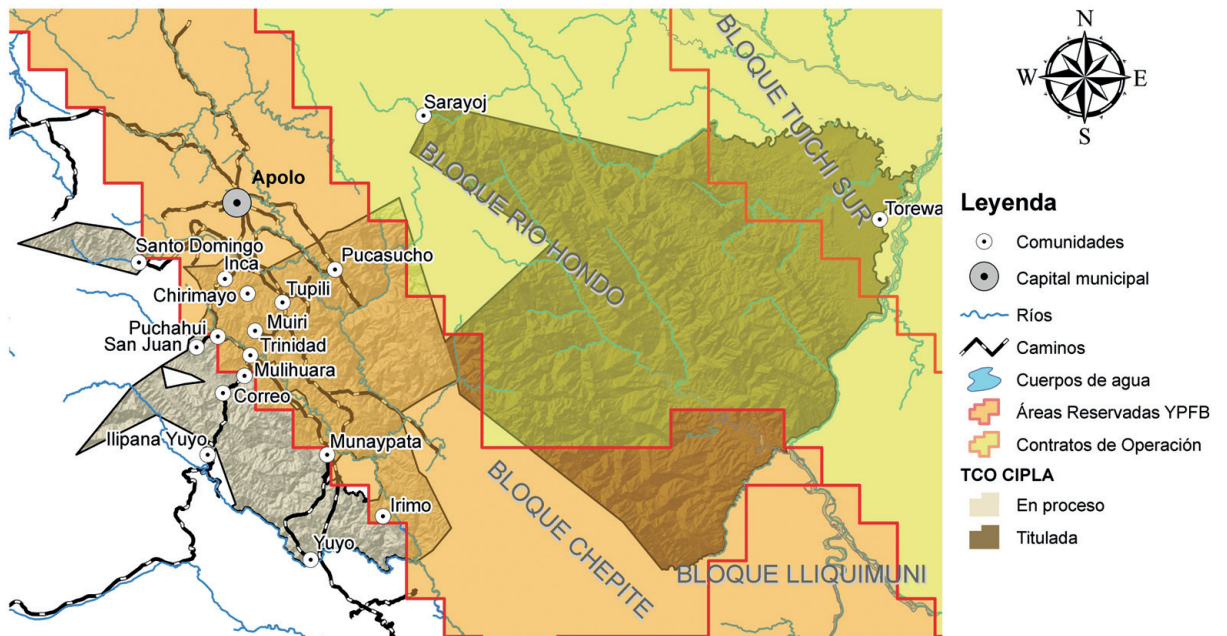 BLOQUE TUICHI SUR
Sarayoj
BLOQUE RIO HONDO
Apolo
Torewa
Santo Domingo
Inca
Pucasucho
Chirimayo
Tupili
Muiri
Puchahui
San Juan
Trinidad
Mulihuara
Correo
Ilipana Yuyo
Munaypata
Irimo
Yuyo
BLOQUE CHEPITE
BLOQUE LLIQUIMUNI
N
W
E
S
Leyenda
Comunidades
Capital municipal
Ríos
Caminos
Cuerpos de agua
Áreas Reservadas YPFB
Contratos de Operación
TCO CIPLA
En proceso
Titulada